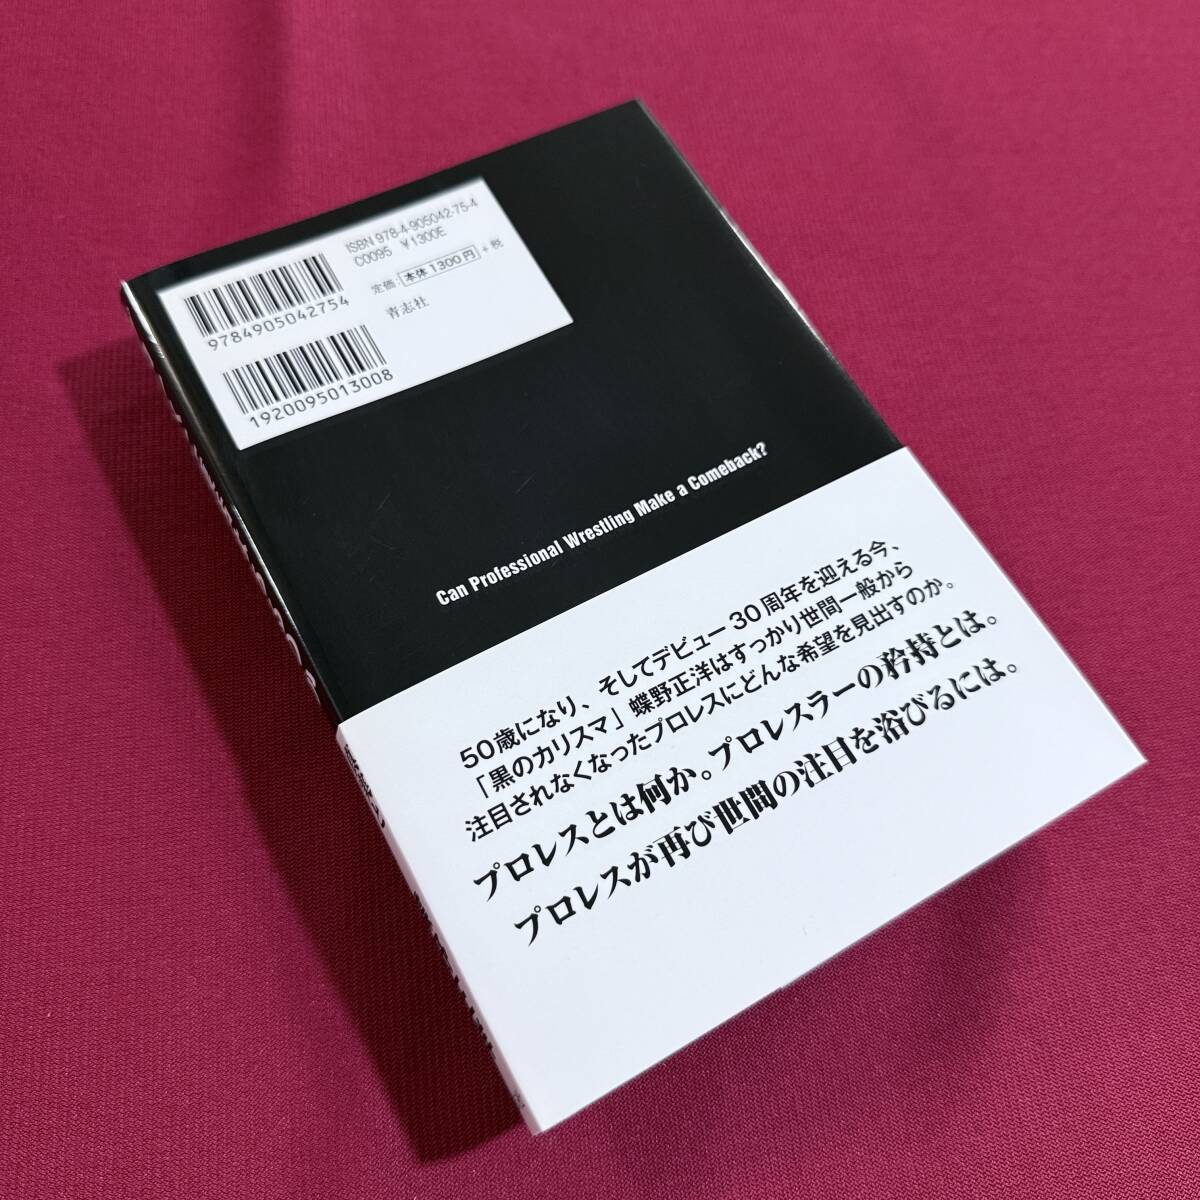 ISBN 978-4-905042-75-4
C0095 ¥1300E
定価:本体1300円+税
青志社
9784905042754
1920095013008
Can Professional Wrestling Make a Comeback?
50歳になり、そしてデビュー30周年を迎える今、
「黒のカリスマ」蝶野正洋はすっかり世間一般から
注目されなくなったプロレスにどんな希望を見出すのか。
プロレスとは何か。プロレスラーの矜持とは。
プロレスが再び世間の注目を浴びるには。